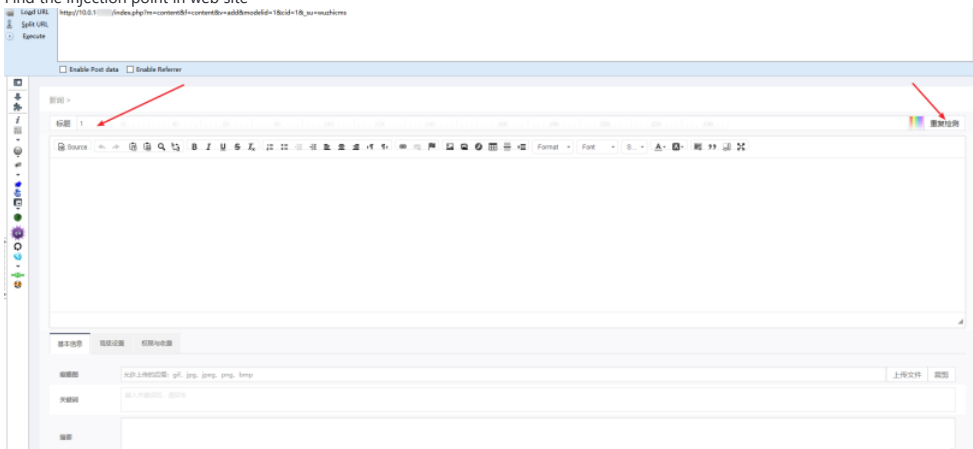 Find the injection point in web site
Load URL http://10.0.1 /index.php?m=content&f=content&v=add&modelid=1&cid=1&_su=wuzhicms
Split URL
Execute
Enable Post data Enable Referrer
新闻 >
标题 1 重复检测
Source B I U S Format Font S...
基本信息 高级设置 权限与收费
缩略图 允许上传的后缀: gif, jpg, jpeg, png, bmp 上传文件 裁剪
关键词
摘要